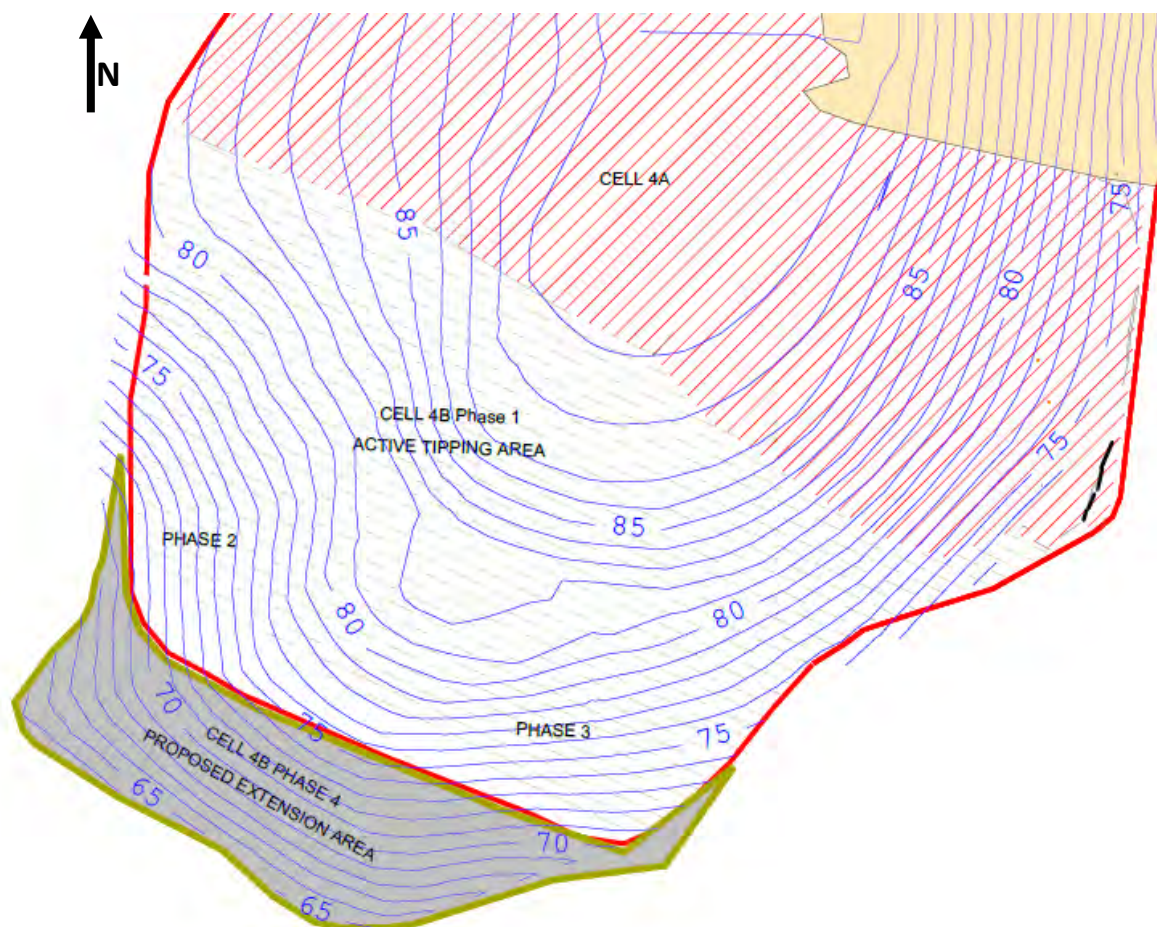 N
CELL 4A
75
85
80
85
80
75
CELL 4B Phase 1
ACTIVE TIPPING AREA
75
85
PHASE 2
80
80
70
75
PHASE 3
75
CELL 4B PHASE 4
PROPOSED EXTENSION AREA
65
70
65